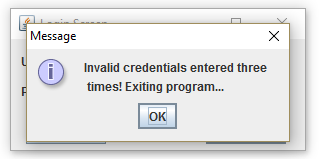 Login Screen
Message
Invalid credentials entered three
times! Exiting program...
OK